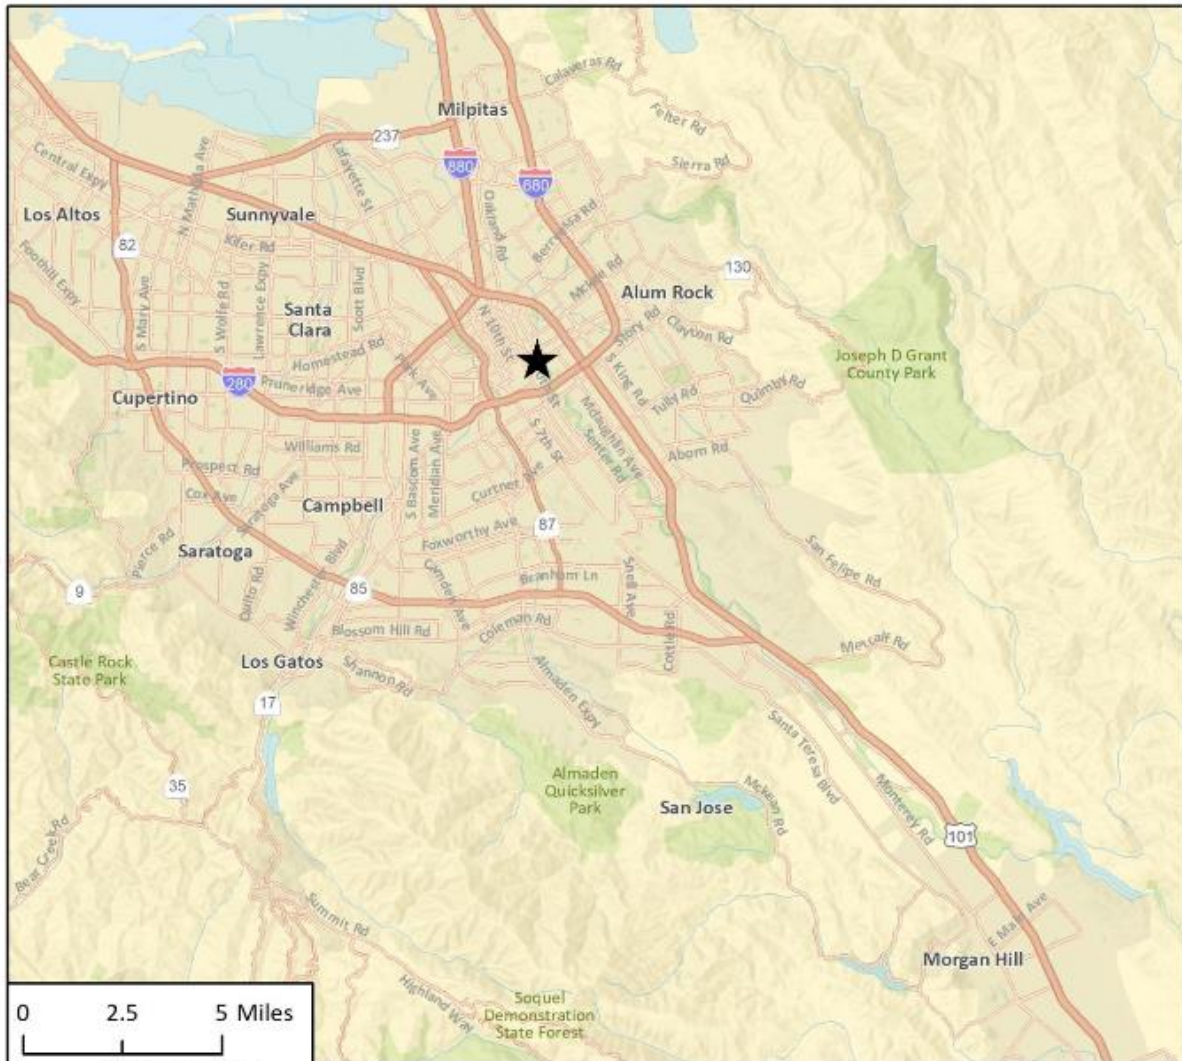 Calaveras Rd
Milpitas
Felter Rd
237
880
680
Sierra Rd
Central Expy
N Mathilda Ave
Lafayette St
Oakland Rd
Berryessa Rd
Los Altos
Sunnyvale
82
Kifer Rd
Foothill Expy
S Mary Ave
S Wolfe Rd
Lawrence Expy
Scott Blvd
Santa
Clara
Mckee Rd
130
Alum Rock
N 10th St
Story Rd
Clayton Rd
Homestead Rd
Park Ave
S King Rd
Joseph D Grant
County Park
280
Pruneridge Ave
Tully Rd
Quimby Rd
Cupertino
S 7th St
Mclaughlin Ave
Senter Rd
Williams Rd
S Bascom Ave
Meridian Ave
Aborn Rd
Prospect Rd
Cox Ave
Saratoga Ave
Curtner Ave
Campbell
Foxworthy Ave
87
Pierce Rd
Saratoga
San Felipe Rd
9
Quito Rd
Winchester Blvd
85
Camden Ave
Branham Ln
Snell Ave
Blossom Hill Rd
Coleman Rd
Cottle Rd
Metcalf Rd
Castle Rock
State Park
Los Gatos
Shannon Rd
Almaden Expy
17
Santa Teresa Blvd
35
Almaden
Quicksilver
Park
San Jose
Mckean Rd
Monterey Rd
101
Bear Creek Rd
Summit Rd
E Main Ave
Morgan Hill
Highland Way
Soquel
Demonstration
State Forest
0 2.5 5 Miles